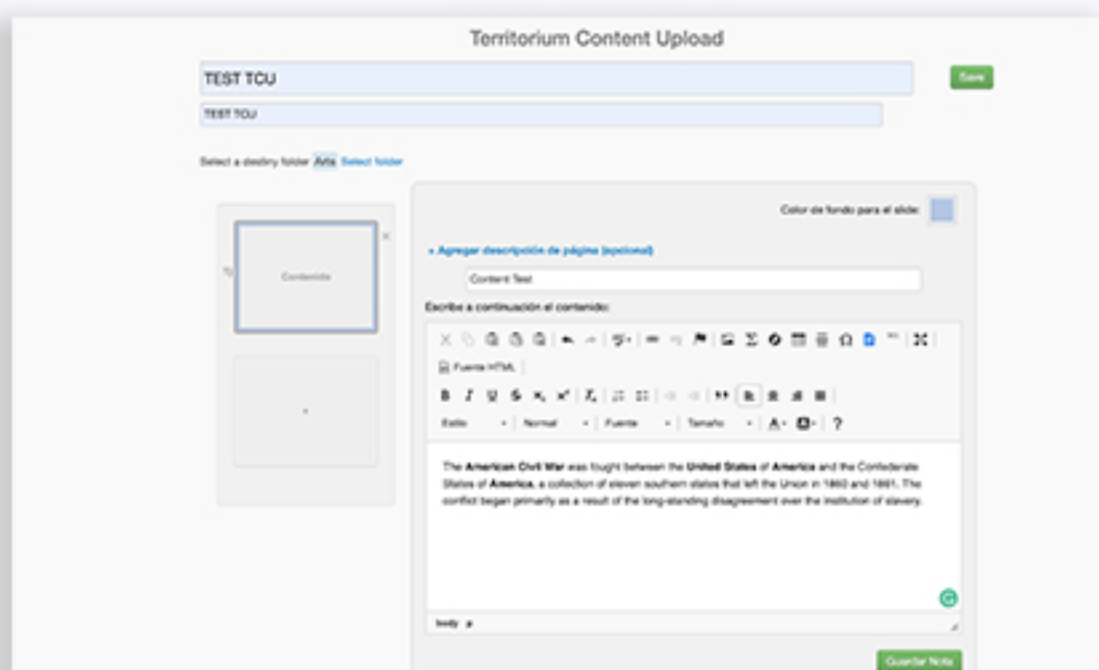 Territorium Content Upload
TEST TCU
Save
TEST TCU
Select a destiny folder Arts Select folder
Color de fondo para el slide:
Contenido
+ Agregar descripción de página (opcional)
Content Test
Escribe a continuación el contenido:
Fuente HTML
Estilo Normal Fuente Tamaño A ?
The American Civil War was fought between the United States of America and the Confederate
States of America, a collection of eleven southern states that left the Union in 1860 and 1861. The
conflict began primarily as a result of the long-standing disagreement over the institution of slavery.
body p
Guardar Nota